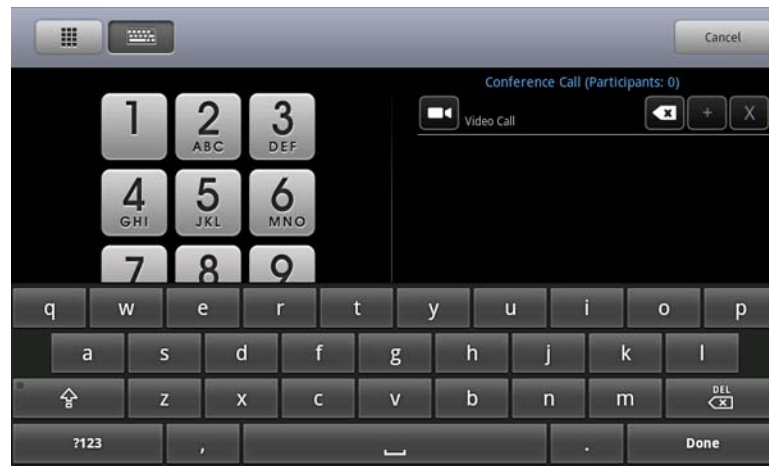 Cancel
Conference Call (Participants: 0)
Video Call + X
1 2 3
ABC DEF
4 5 6
GHI JKL MNO
7 8 9
q w e r t y u i o p
a s d f g h j k l
z x c v b n m DEL
?123 , . Done